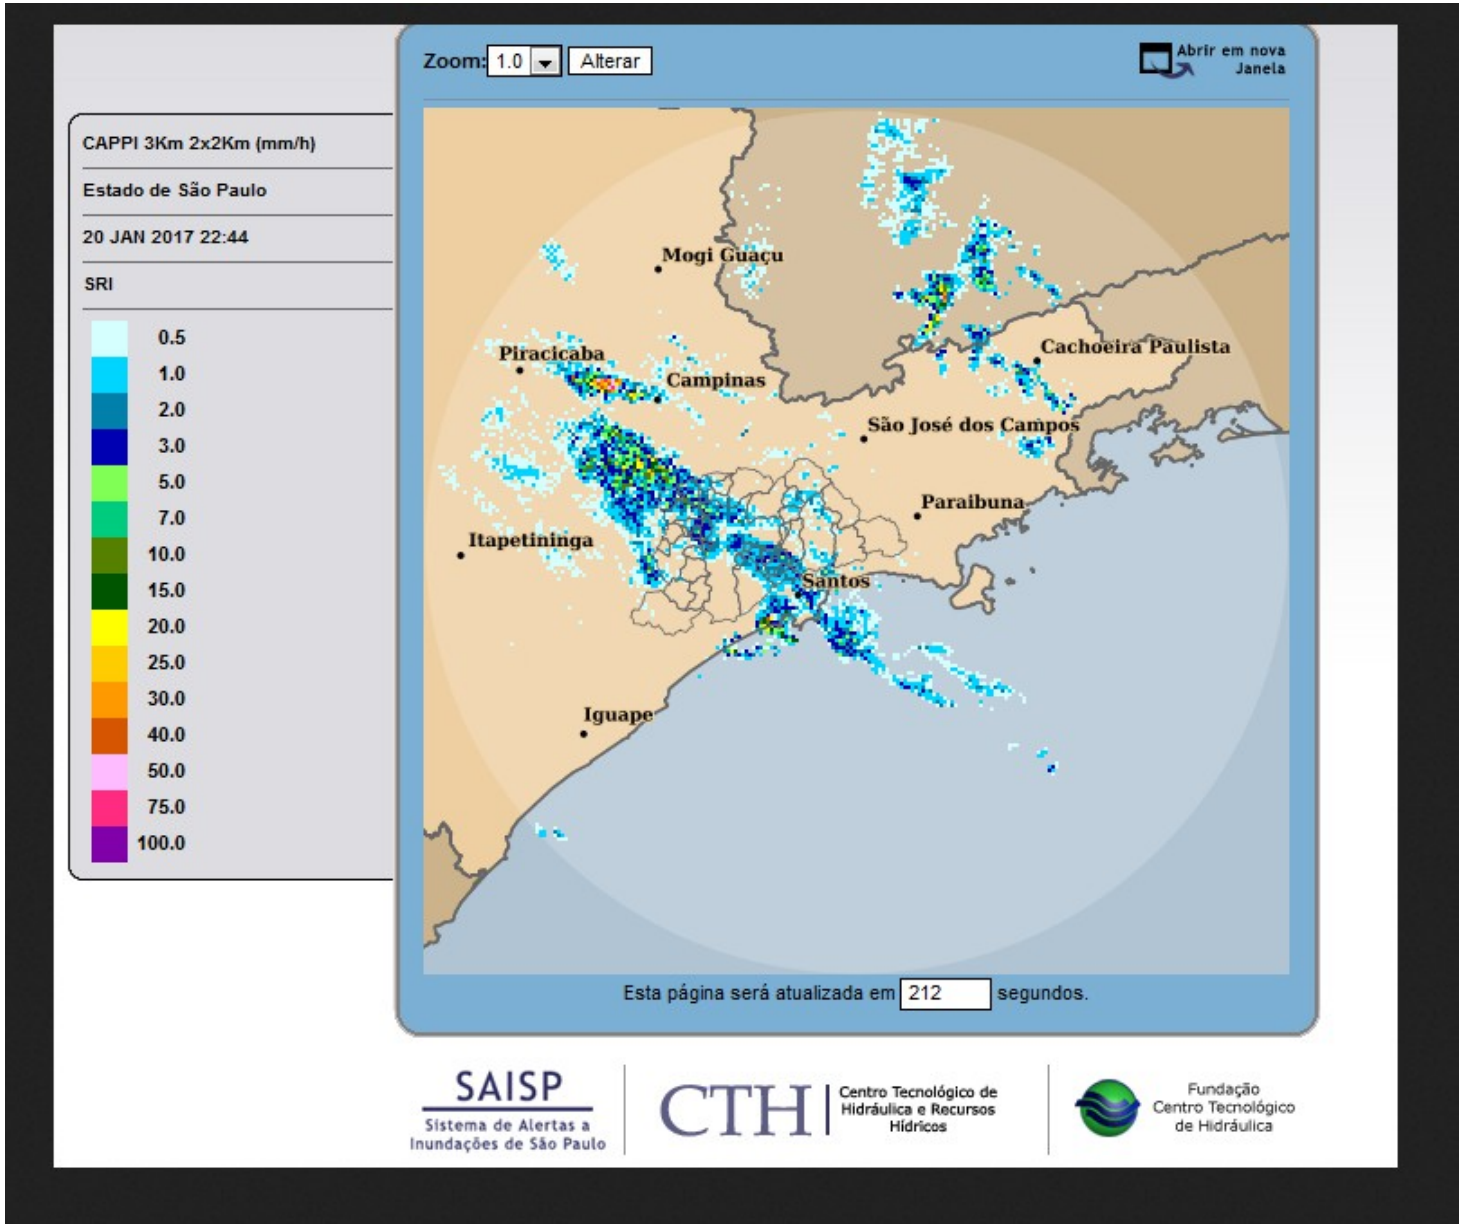 Zoom: 1.0 Alterar
Abrir em nova
Janela
CAPPI 3Km 2x2Km (mm/h)
Estado de São Paulo
20 JAN 2017 22:44
SRI
0.5
1.0
2.0
3.0
5.0
7.0
10.0
15.0
20.0
25.0
30.0
40.0
50.0
75.0
100.0
Mogi Guaçu
Piracicaba
Cachoeira Paulista
Campinas
São José dos Campos
Paraibuna
Itapetininga
Santos
Iguape
Esta página será atualizada em 212 segundos.
SAISP
Sistema de Alertas a
Inundações de São Paulo
CTH
Centro Tecnológico de
Hidráulica e Recursos
Hídricos
Fundação
Centro Tecnológico
de Hidráulica